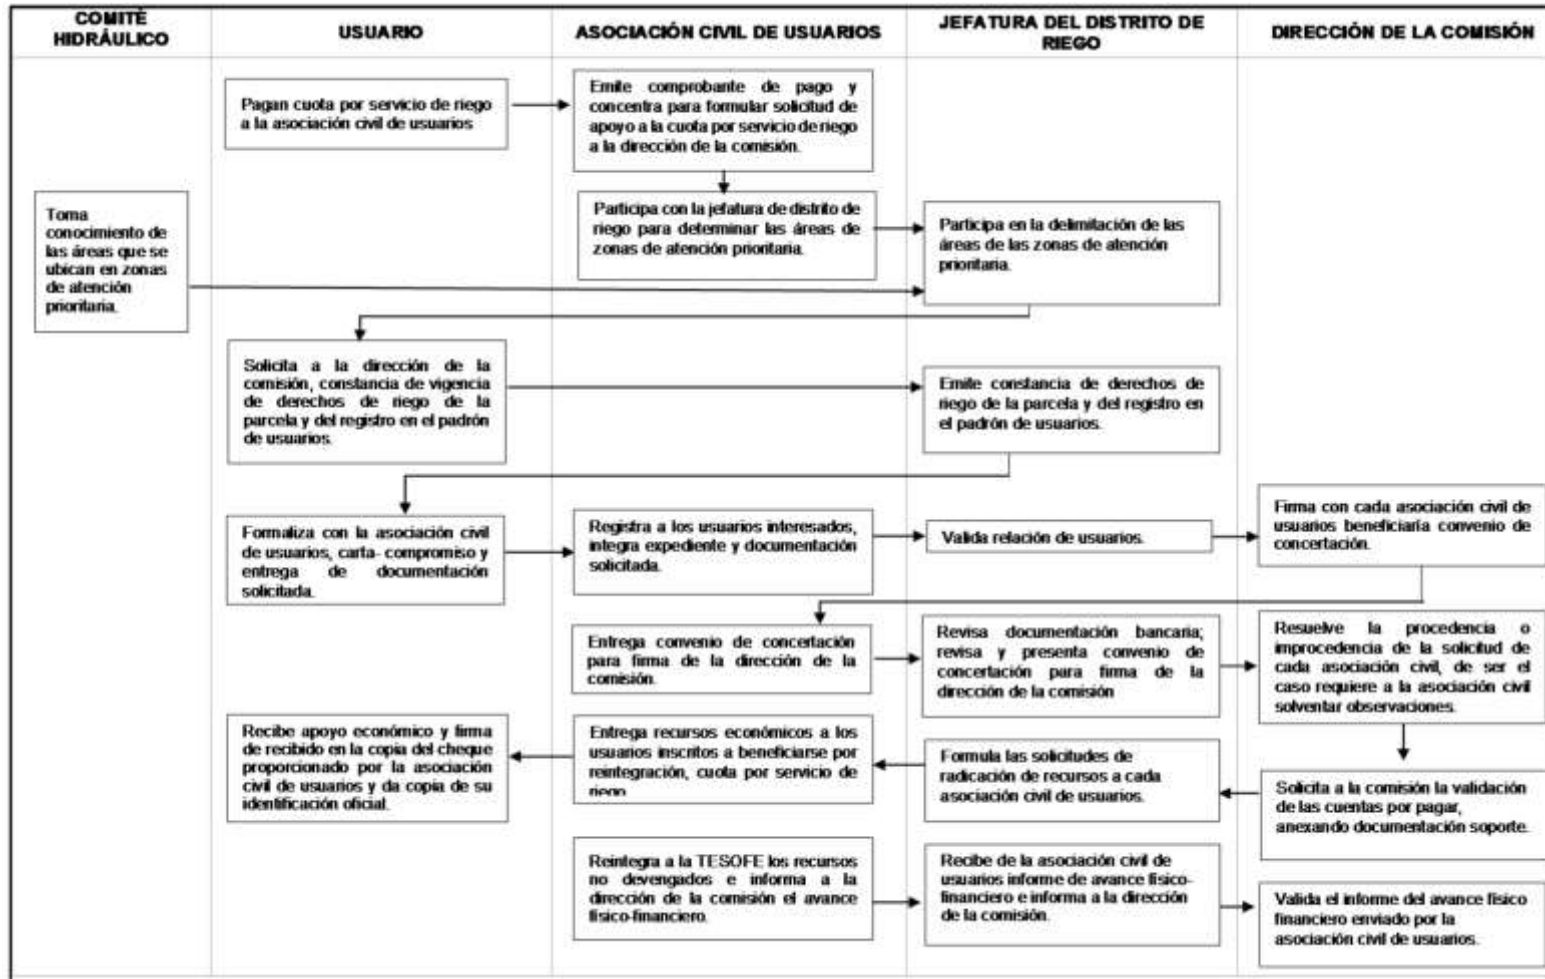 COMITÉ
HIDRÁULICO
USUARIO
ASOCIACIÓN CIVIL DE USUARIOS
JEFATURA DEL DISTRITO DE
RIEGO
DIRECCIÓN DE LA COMISIÓN
Pagan cuota por servicio de riego
a la asociación civil de usuarios
Emite comprobante de pago y
concentra para formular solicitud de
apoyo a la cuota por servicio de riego
a la dirección de la comisión.
Toma
conocimiento de
las áreas que se
ubican en zonas
de atención
prioritaria.
Participa con la jefatura de distrito de
riego para determinar las áreas de
zonas de atención prioritaria.
Participa en la delimitación de las
áreas de las zonas de atención
prioritaria.
Solicita a la dirección de la
comisión, constancia de vigencia
de derechos de riego de la
parcela y del registro en el padrón
de usuarios.
Emite constancia de derechos de
riego de la parcela y del registro en
el padrón de usuarios.
Formaliza con la asociación civil
de usuarios, carta- compromiso y
entrega de documentación
solicitada.
Registra a los usuarios interesados,
integra expediente y documentación
solicitada.
Valida relación de usuarios.
Firma con cada asociación civil de
usuarios beneficiaría convenio de
concertación.
Entrega convenio de concertación
para firma de la dirección de la
comisión.
Revisa documentación bancaria;
revisa y presenta convenio de
concertación para firma de la
dirección de la comisión
Resuelve la procedencia o
improcedencia de la solicitud de
cada asociación civil, de ser el
caso requiere a la asociación civil
solventar observaciones.
Recibe apoyo económico y firma
de recibido en la copia del cheque
proporcionado por la asociación
civil de usuarios y da copia de su
identificación oficial.
Entrega recursos económicos a los
usuarios inscritos a beneficiarse por
reintegración, cuota por servicio de
riego
Formula las solicitudes de
radicación de recursos a cada
asociación civil de usuarios.
Solicita a la comisión la validación
de las cuentas por pagar,
anexando documentación soporte.
Reintegra a la TESOFE los recursos
no devengados e informa a la
dirección de la comisión el avance
físico-financiero.
Recibe de la asociación civil de
usuarios informe de avance físico-
financiero e informa a la dirección
de la comisión.
Valida el informe del avance físico
financiero enviado por la
asociación civil de usuarios.